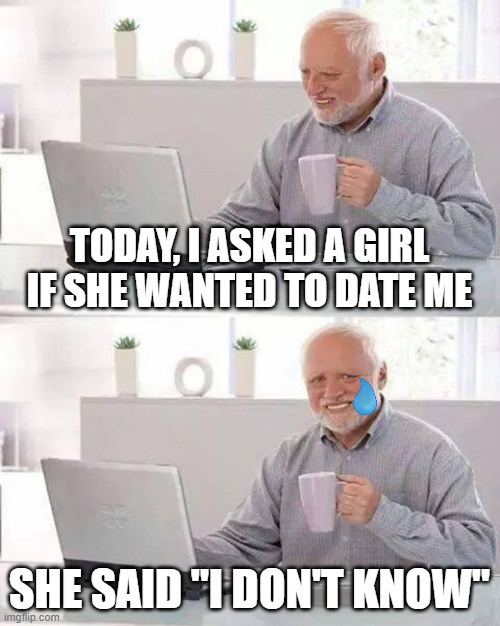 TODAY, I ASKED A GIRL
IF SHE WANTED TO DATE ME
SHE SAID "I DON'T KNOW"
imgflip.com